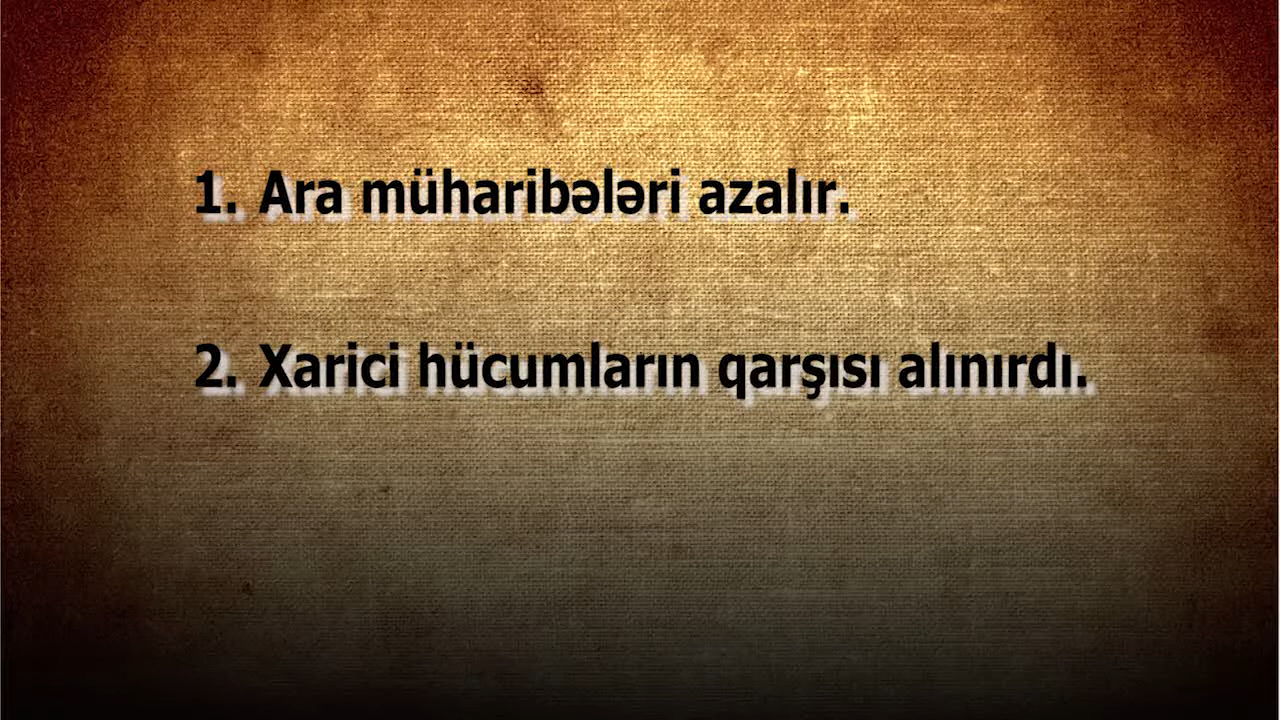 1. Ara müharibələri azalır.
2. Xarici hücumların qarşısı alınırdı.